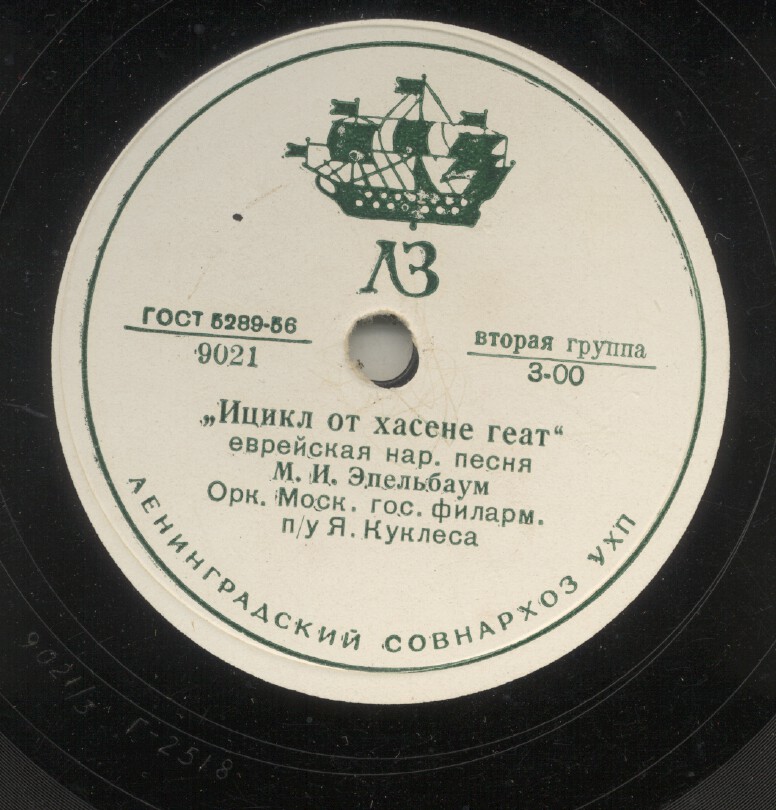 ЛЗ
ГОСТ 5289-56
9021
вторая группа
3-00
„Ицикл от хасене геат“
еврейская нар. песня
М. И. Эпельбаум
Орк. Моск. гос. филарм.
п/у Я. Куклеса
ЛЕНИНГРАДСКИЙ СОВНАРХОЗ УХП
9021/3 Г-2518